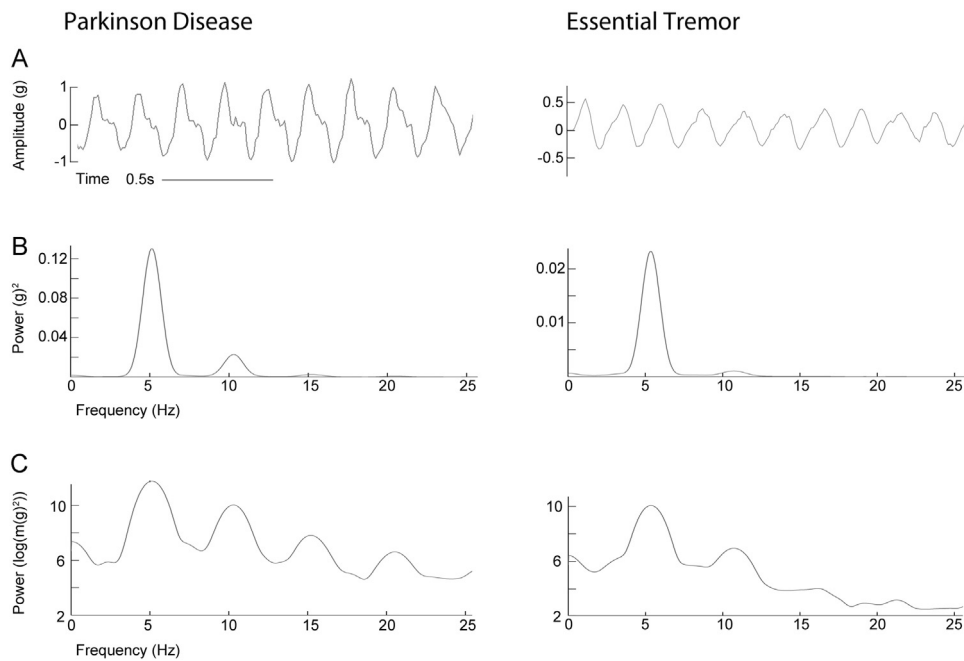 Parkinson Disease
Essential Tremor
A
Amplitude (g)
1
0
-1
Time 0.5s
0.5
0
-0.5
B
Power (g)²
0.12
0.08
0.04
0 5 10 15 20 25
Frequency (Hz)
0.02
0.01
0 5 10 15 20 25
C
Power (log(m(g)²))
10
6
2
0 5 10 15 20 25
Frequency (Hz)
10
6
2
0 5 10 15 20 25